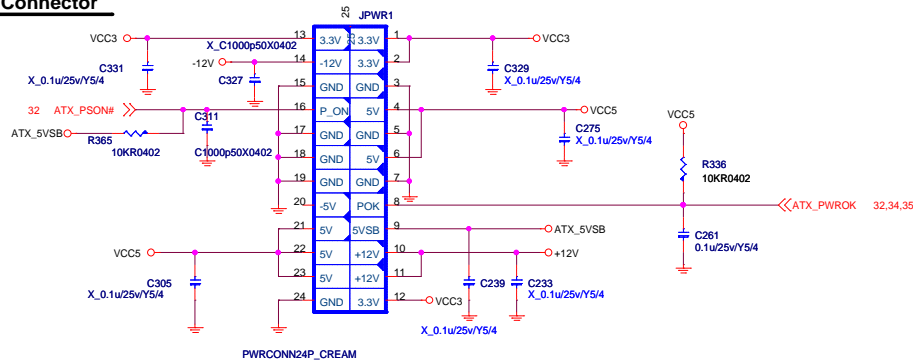 Connector
25
JPWR1
VCC3
13
3.3V
25
3.3V
1
VCC3
X_C1000p50X0402
-12V
14
-12V
3.3V
2
C331
X_0.1u/25v/Y5/4
C327
C329
X_0.1u/25v/Y5/4
15
GND
GND
3
32
ATX_PSON#
16
P_ON
5V
4
VCC5
C311
ATX_5VSB
R365
10KR0402
C1000p50X0402
17
GND
GND
5
C275
X_0.1u/25v/Y5/4
VCC5
18
GND
5V
6
R336
10KR0402
19
GND
GND
7
20
-5V
POK
8
ATX_PWROK
32,34,35
21
5V
5VSB
9
ATX_5VSB
C261
0.1u/25v/Y5/4
VCC5
22
5V
+12V
10
+12V
23
5V
+12V
11
C305
X_0.1u/25v/Y5/4
C239
C233
X_0.1u/25v/Y5/4
24
GND
3.3V
12
VCC3
X_0.1u/25v/Y5/4
PWRCONN24P_CREAM